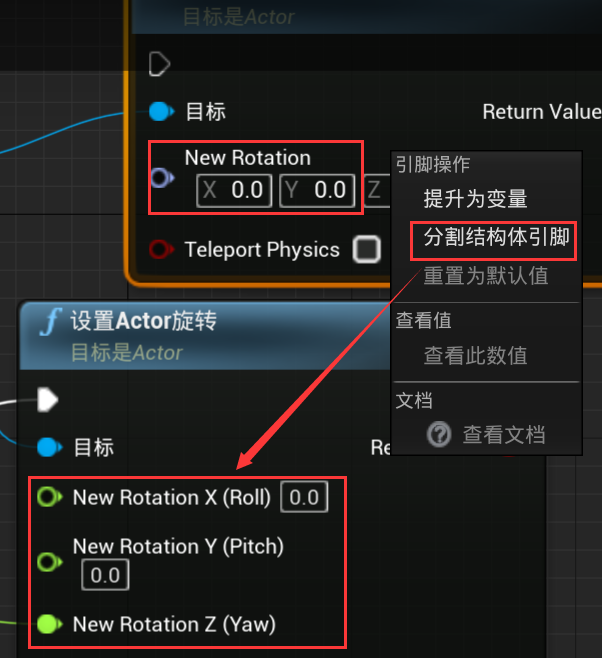 目标是Actor
目标
Return Value
New Rotation
X 0.0 Y 0.0 Z
Teleport Physics
引脚操作
提升为变量
分割结构体引脚
重置为默认值
查看值
查看此数值
文档
? 查看文档
f 设置Actor旋转
目标是Actor
目标
Re
New Rotation X (Roll) 0.0
New Rotation Y (Pitch)
0.0
New Rotation Z (Yaw)